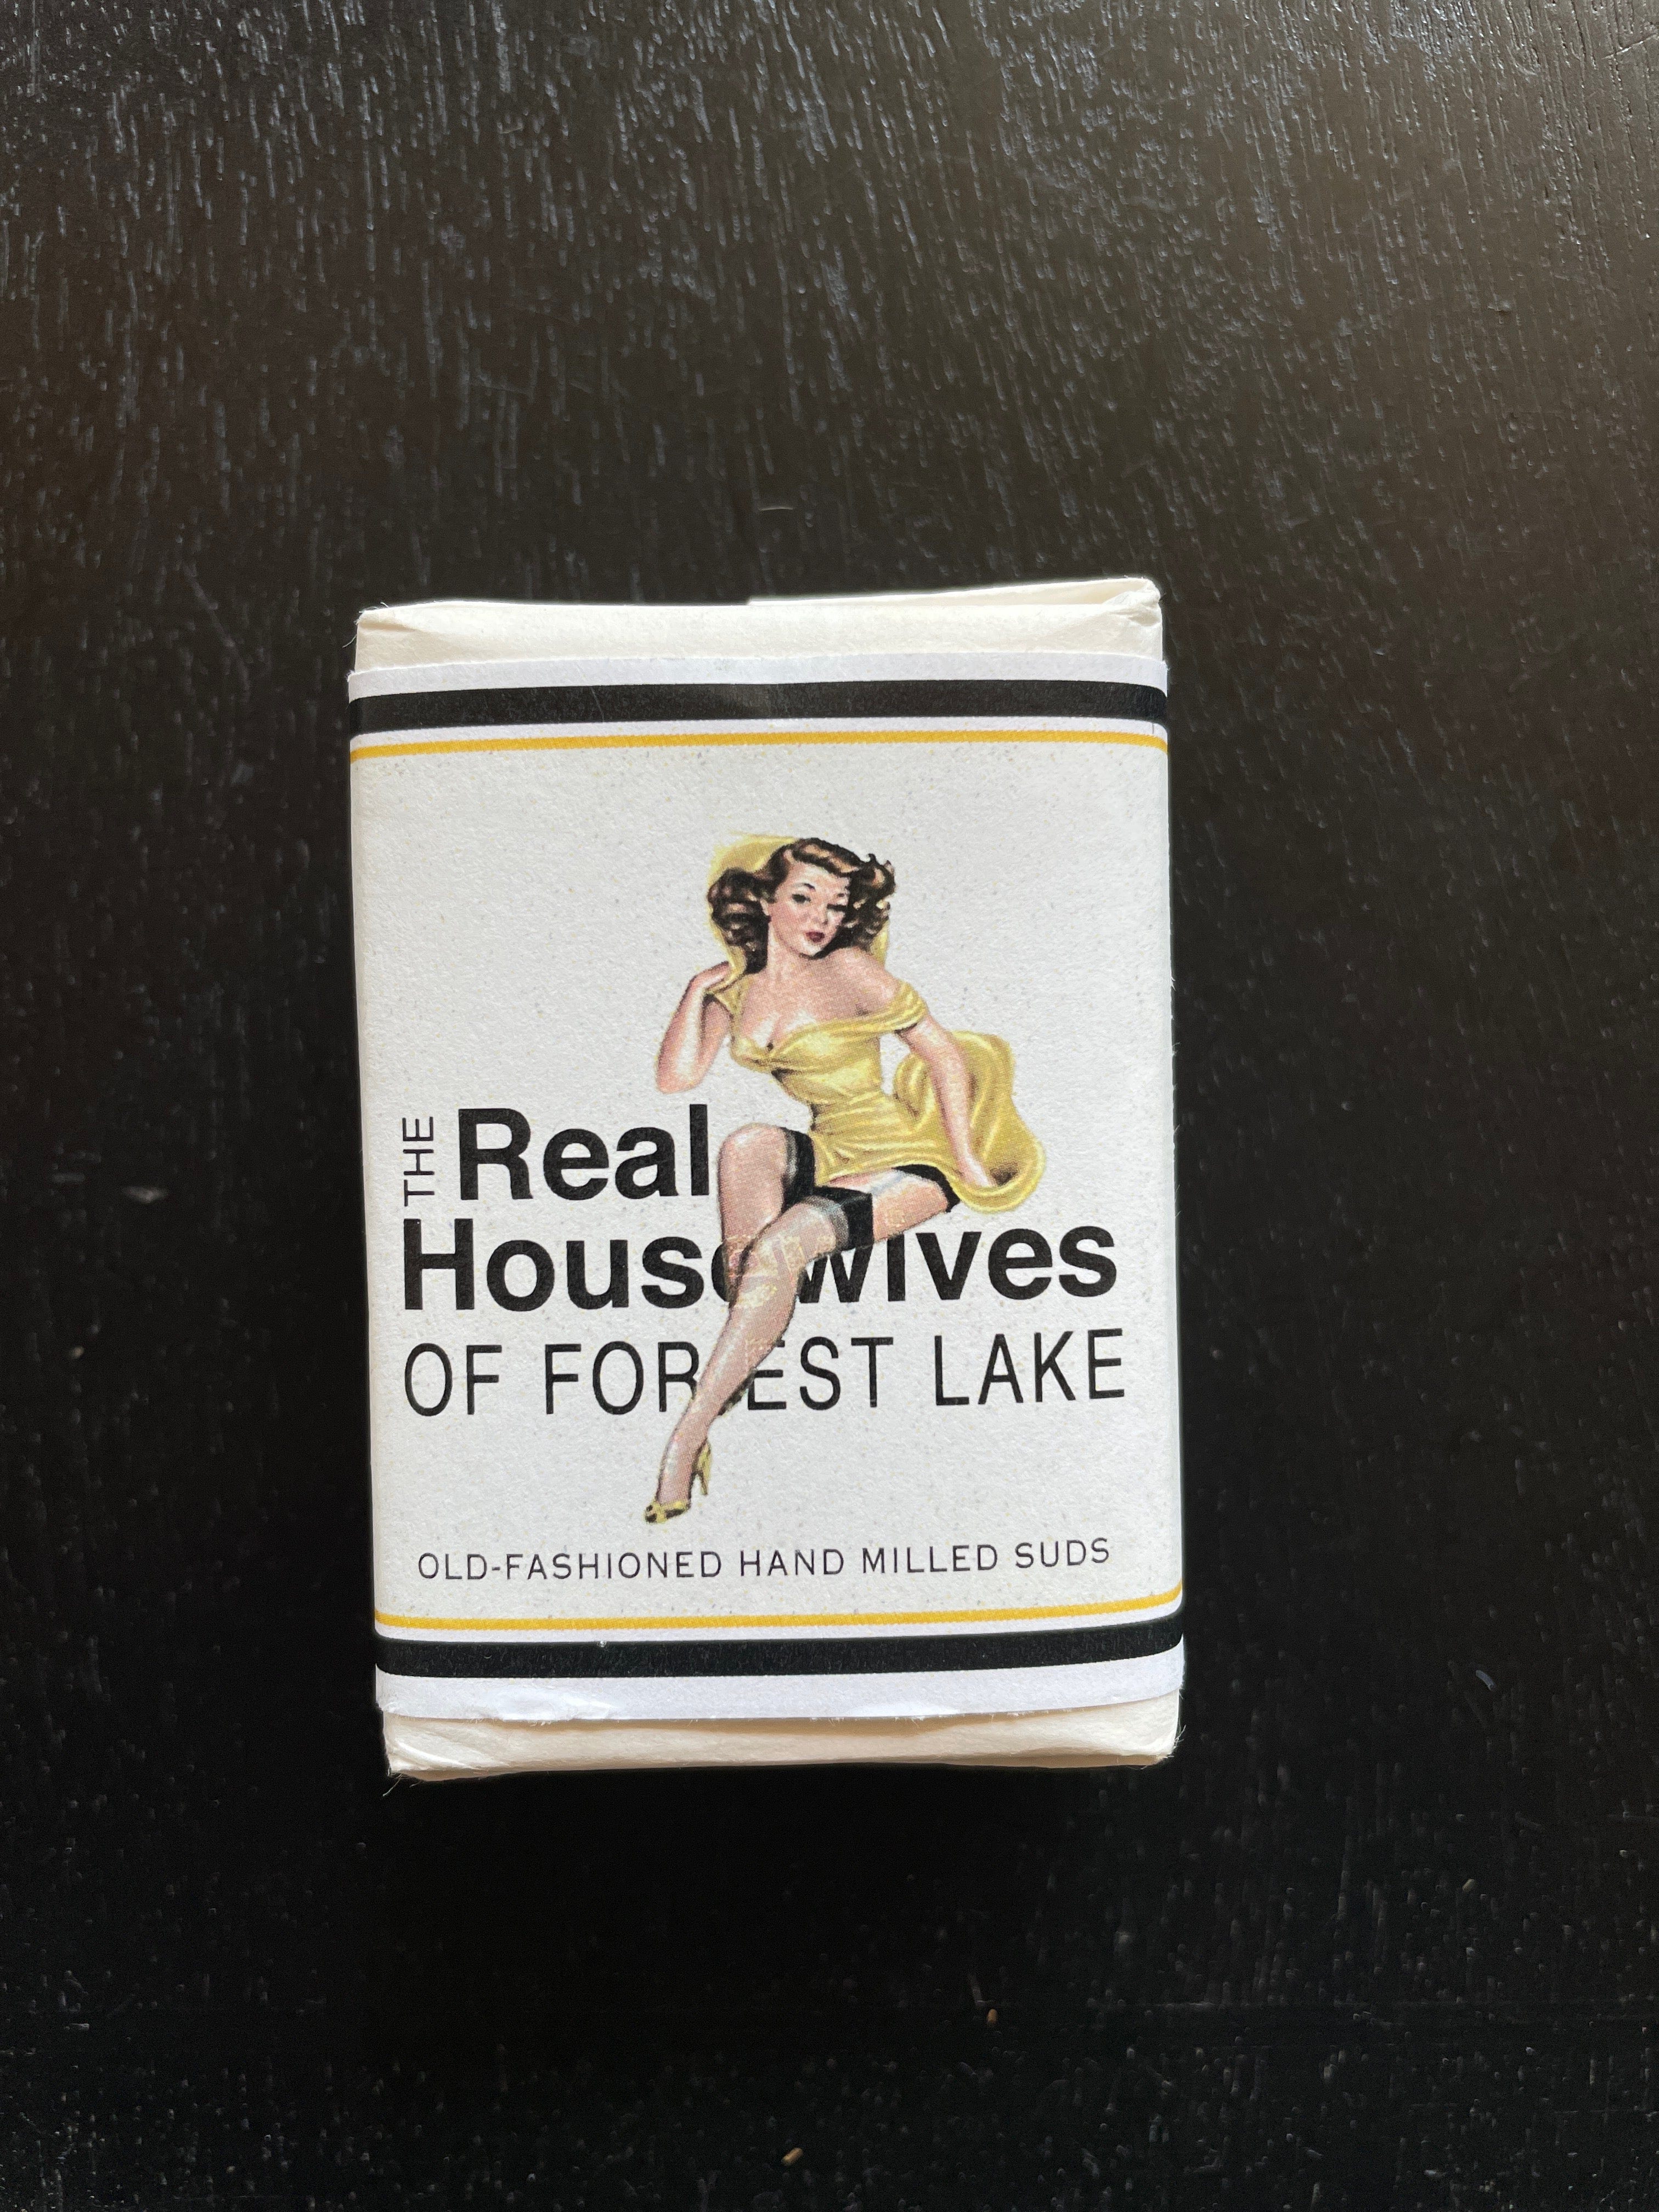 THE Real
Housewives
OF FOREST LAKE
OLD-FASHIONED HAND MILLED SUDS